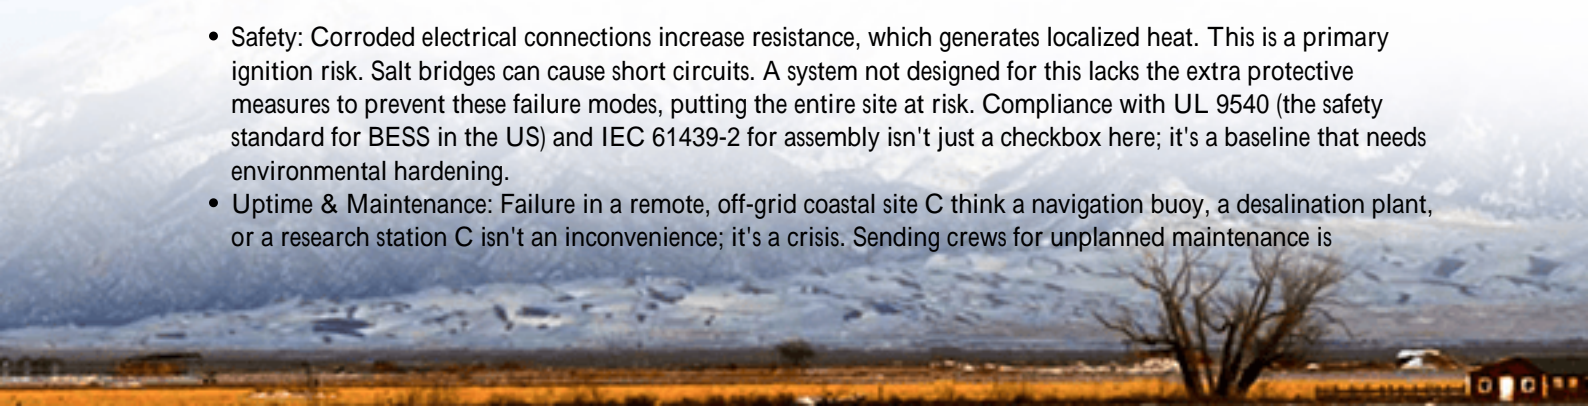 • Safety: Corroded electrical connections increase resistance, which generates localized heat. This is a primary
ignition risk. Salt bridges can cause short circuits. A system not designed for this lacks the extra protective
measures to prevent these failure modes, putting the entire site at risk. Compliance with UL 9540 (the safety
standard for BESS in the US) and IEC 61439-2 for assembly isn't just a checkbox here; it's a baseline that needs
environmental hardening.
• Uptime & Maintenance: Failure in a remote, off-grid coastal site C think a navigation buoy, a desalination plant,
or a research station C isn't an inconvenience; it's a crisis. Sending crews for unplanned maintenance is